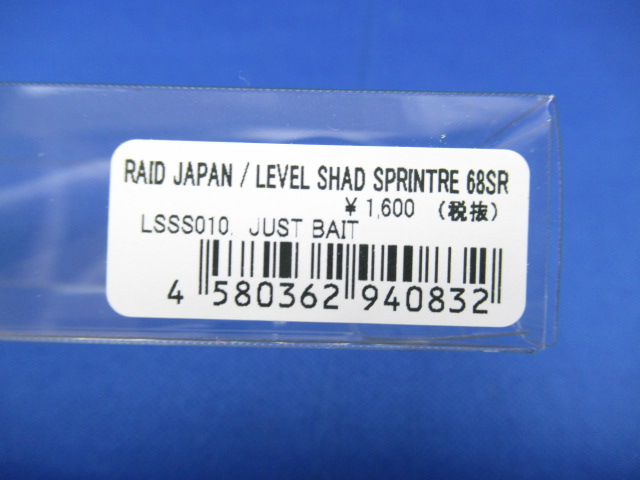 RAID JAPAN / LEVEL SHAD SPRINTRE 68SR
¥ 1,600 (税抜)
LSSS010. JUST BAIT
4 580362 940832